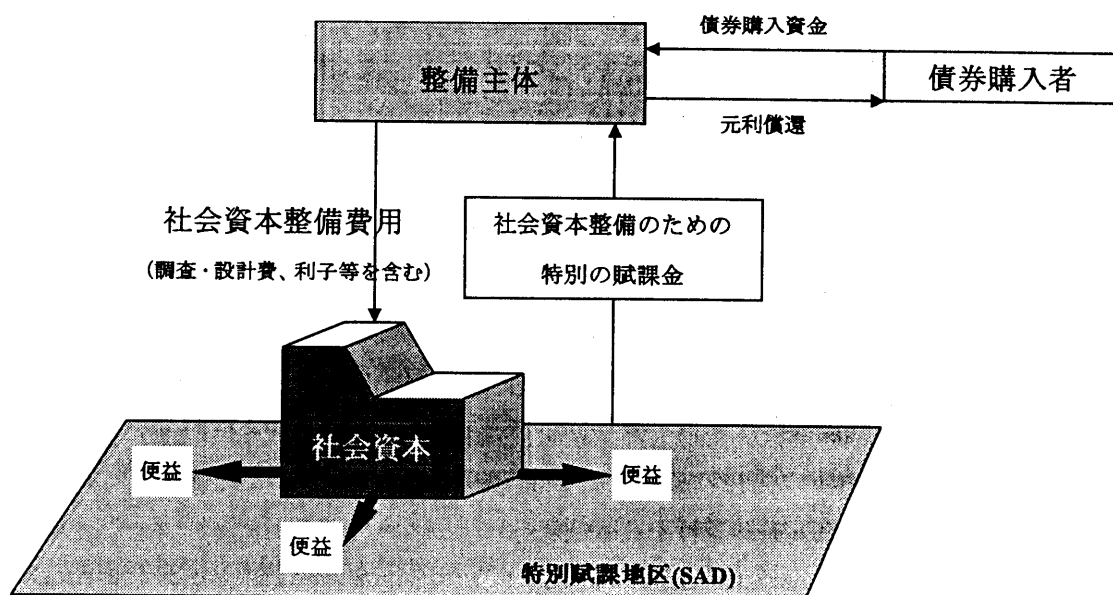 債券購入資金
整備主体
債券購入者
元利償還
社会資本整備費用
（調査・設計費、利子等を含む）
社会資本整備のための
特別の賦課金
社会資本
便益
便益
便益
特別賦課地区(SAD)